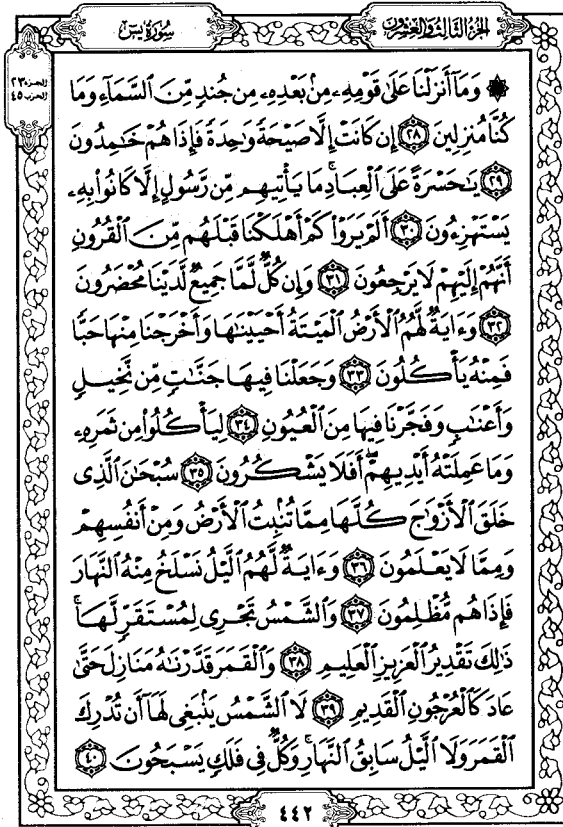 الجزء الثالث والعشرون
سورة يس
الجزء ٢٣
الحزب ٤٥
۞ وَمَآ أَنزَلْنَا عَلَىٰ قَوْمِهِۦ مِنۢ بَعْدِهِۦ مِن جُندٍ مِّنَ ٱلسَّمَآءِ وَمَا
كُنَّا مُنزِلِينَ ٢٨ إِن كَانَتْ إِلَّا صَيْحَةً وَٰحِدَةً فَإِذَا هُمْ خَٰمِدُونَ
٢٩ يَٰحَسْرَةً عَلَى ٱلْعِبَادِ ۚ مَا يَأْتِيهِم مِّن رَّسُولٍ إِلَّا كَانُوا۟ بِهِۦ
يَسْتَهْزِءُونَ ٣٠ أَلَمْ يَرَوْا۟ كَمْ أَهْلَكْنَا قَبْلَهُم مِّنَ ٱلْقُرُونِ
أَنَّهُمْ إِلَيْهِمْ لَا يَرْجِعُونَ ٣١ وَإِن كُلٌّ لَّمَّا جَمِيعٌ لَّدَيْنَا مُحْضَرُونَ
٣٢ وَءَايَةٌ لَّهُمُ ٱلْأَرْضُ ٱلْمَيْتَةُ أَحْيَيْنَٰهَا وَأَخْرَجْنَا مِنْهَا حَبًّا
فَمِنْهُ يَأْكُلُونَ ٣٣ وَجَعَلْنَا فِيهَا جَنَّٰتٍ مِّن نَّخِيلٍ
وَأَعْنَٰبٍ وَفَجَّرْنَا فِيهَا مِنَ ٱلْعُيُونِ ٣٤ لِيَأْكُلُوا۟ مِن ثَمَرِهِۦ
وَمَا عَمِلَتْهُ أَيْدِيهِمْ ۖ أَفَلَا يَشْكُرُونَ ٣٥ سُبْحَٰنَ ٱلَّذِى
خَلَقَ ٱلْأَزْوَٰجَ كُلَّهَا مِمَّا تُنۢبِتُ ٱلْأَرْضُ وَمِنْ أَنفُسِهِمْ
وَمِمَّا لَا يَعْلَمُونَ ٣٦ وَءَايَةٌ لَّهُمُ ٱلَّيْلُ نَسْلَخُ مِنْهُ ٱلنَّهَارَ
فَإِذَا هُم مُّظْلِمُونَ ٣٧ وَٱلشَّمْسُ تَجْرِى لِمُسْتَقَرٍّ لَّهَا ۚ
ذَٰلِكَ تَقْدِيرُ ٱلْعَزِيزِ ٱلْعَلِيمِ ٣٨ وَٱلْقَمَرَ قَدَّرْنَٰهُ مَنَازِلَ حَتَّىٰ
عَادَ كَٱلْعُرْجُونِ ٱلْقَدِيمِ ٣٩ لَا ٱلشَّمْسُ يَنۢبَغِى لَهَآ أَن تُدْرِكَ
ٱلْقَمَرَ وَلَا ٱلَّيْلُ سَابِقُ ٱلنَّهَارِ ۚ وَكُلٌّ فِى فَلَكٍ يَسْبَحُونَ ٤٠
٤٤٢